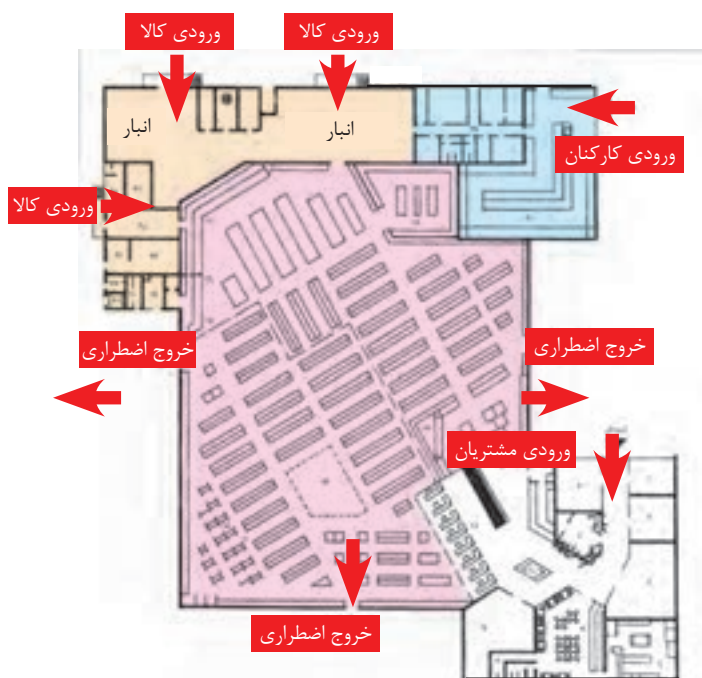 ورودی کالا
ورودی کالا
انبار
انبار
ورودی کارکنان
ورودی کالا
خروج اضطراری
خروج اضطراری
ورودی مشتریان
خروج اضطراری